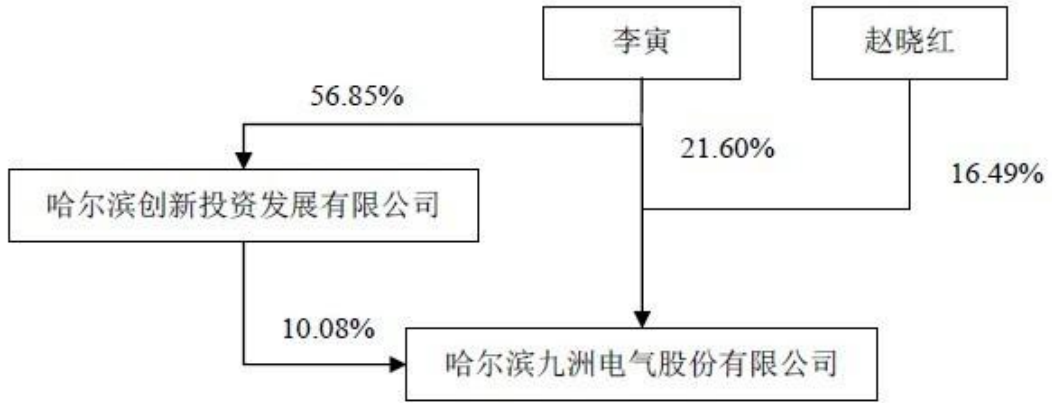 李寅
赵晓红
56.85%
21.60%
16.49%
哈尔滨创新投资发展有限公司
10.08%
哈尔滨九洲电气股份有限公司